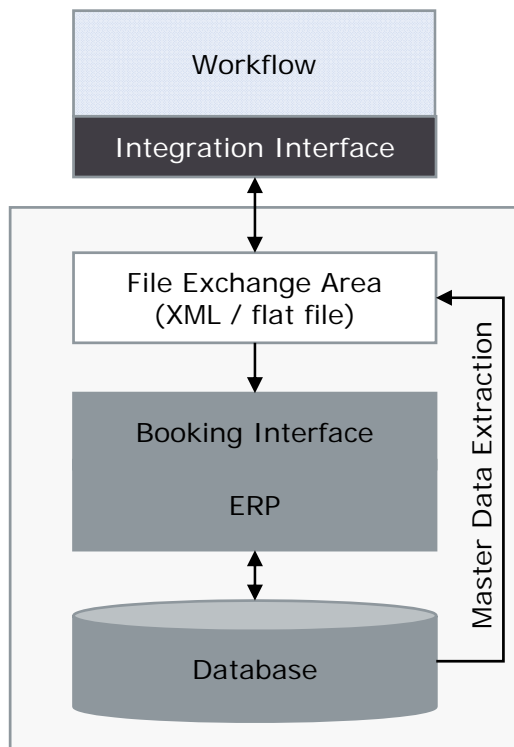 Workflow
Integration Interface
File Exchange Area
(XML / flat file)
Booking Interface
ERP
Database
Master Data Extraction